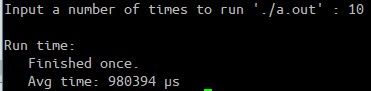 Input a number of times to run './a.out' : 10
Run time:
Finished once.
Avg time: 980394 µs